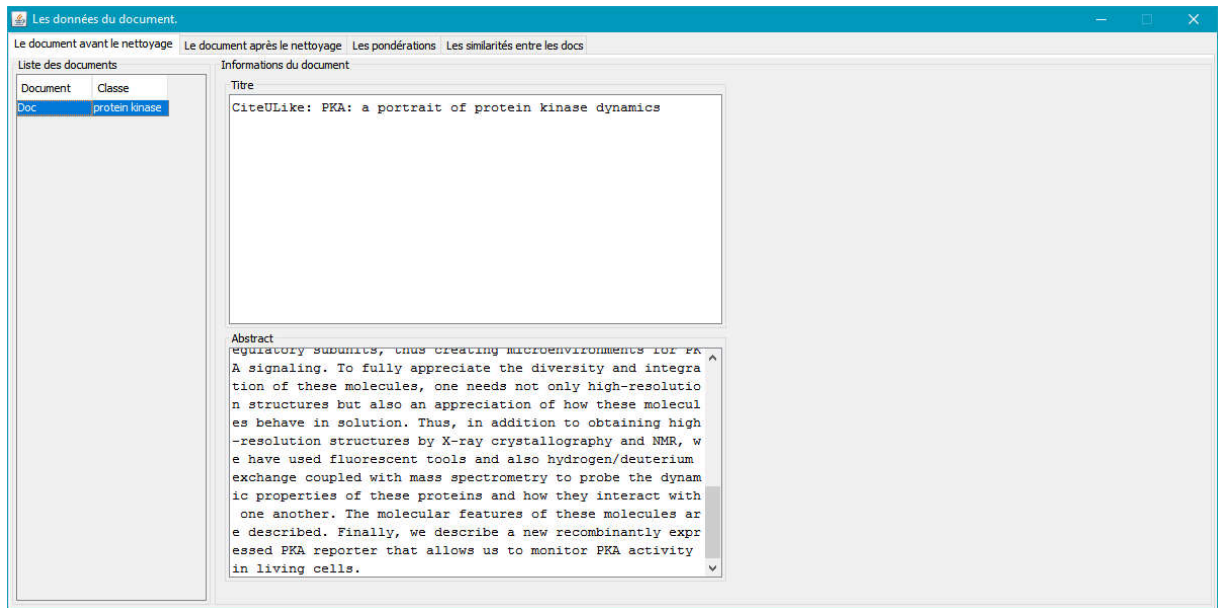 Les données du document.
Le document avant le nettoyage Le document après le nettoyage Les pondérations Les similarités entre les docs
Liste des documents
Document Classe
Doc protein kinase
Informations du document
Titre
CiteULike: PKA: a portrait of protein kinase dynamics
Abstract
egulatory subunits, thus creating microenvironments for PK
A signaling. To fully appreciate the diversity and integra
tion of these molecules, one needs not only high-resolutio
n structures but also an appreciation of how these molecul
es behave in solution. Thus, in addition to obtaining high
-resolution structures by X-ray crystallography and NMR, w
e have used fluorescent tools and also hydrogen/deuterium
exchange coupled with mass spectrometry to probe the dynam
ic properties of these proteins and how they interact with
one another. The molecular features of these molecules ar
e described. Finally, we describe a new recombinantly expr
essed PKA reporter that allows us to monitor PKA activity
in living cells.